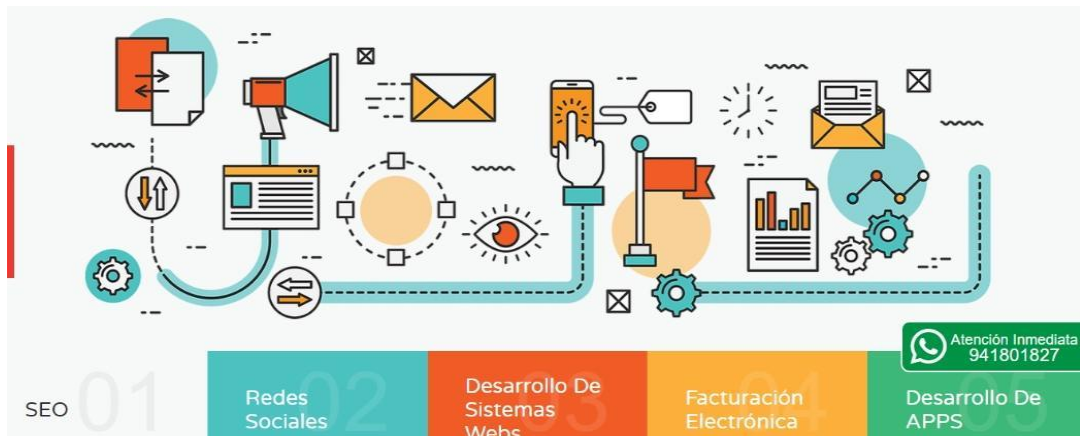 Atención Inmediata
941801827
SEO
01
Redes
Sociales
02
Desarrollo De
Sistemas
Webs
03
Facturación
Electrónica
04
Desarrollo De
APPS
05